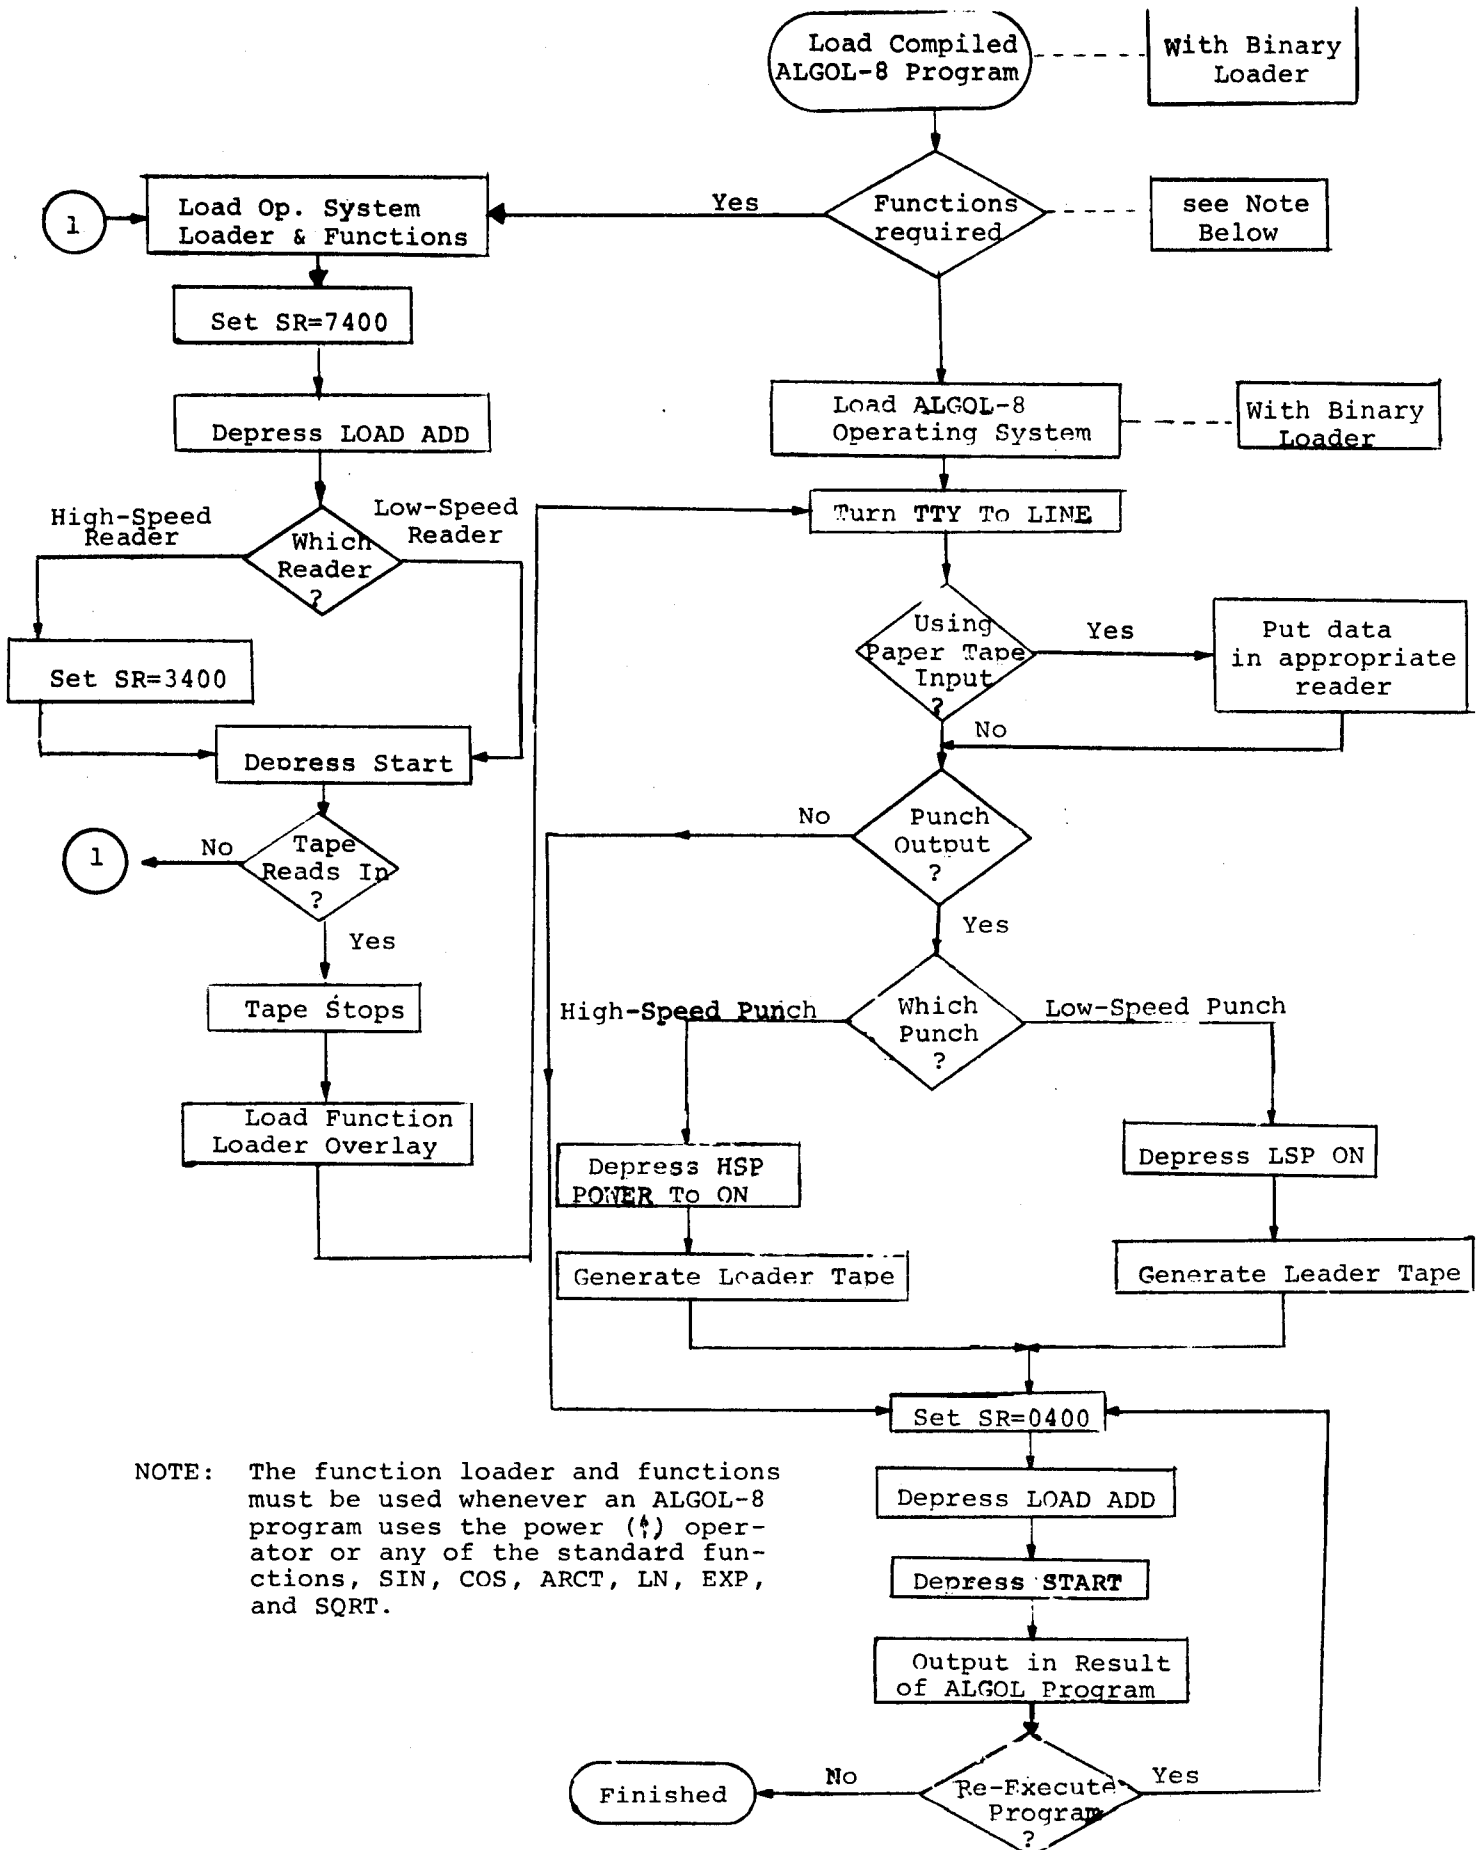 Load Compiled
ALGOL-8 Program
With Binary
Loader
Functions
required
see Note
Below
Yes
1
Load Op. System
Loader & Functions
Set SR=7400
Depress LOAD ADD
High-Speed
Reader
Low-Speed
Reader
Which
Reader
?
Set SR=3400
Depress Start
Tape
Reads In
?
No
1
Yes
Tape Stops
Load Function
Loader Overlay
Load ALGOL-8
Operating System
With Binary
Loader
Turn TTY To LINE
Using
Paper Tape
Input
?
Yes
Put data
in appropriate
reader
No
Punch
Output
?
No
Yes
High-Speed Punch
Which
Punch
?
Low-Speed Punch
Depress HSP
POWER To ON
Depress LSP ON
Generate Loader Tape
Generate Leader Tape
Set SR=0400
Depress LOAD ADD
Depress START
Output in Result
of ALGOL Program
Re-Execute
Program
?
Yes
No
Finished
NOTE: The function loader and functions
must be used whenever an ALGOL-8
program uses the power (↑) oper-
ator or any of the standard fun-
ctions, SIN, COS, ARCT, LN, EXP,
and SQRT.